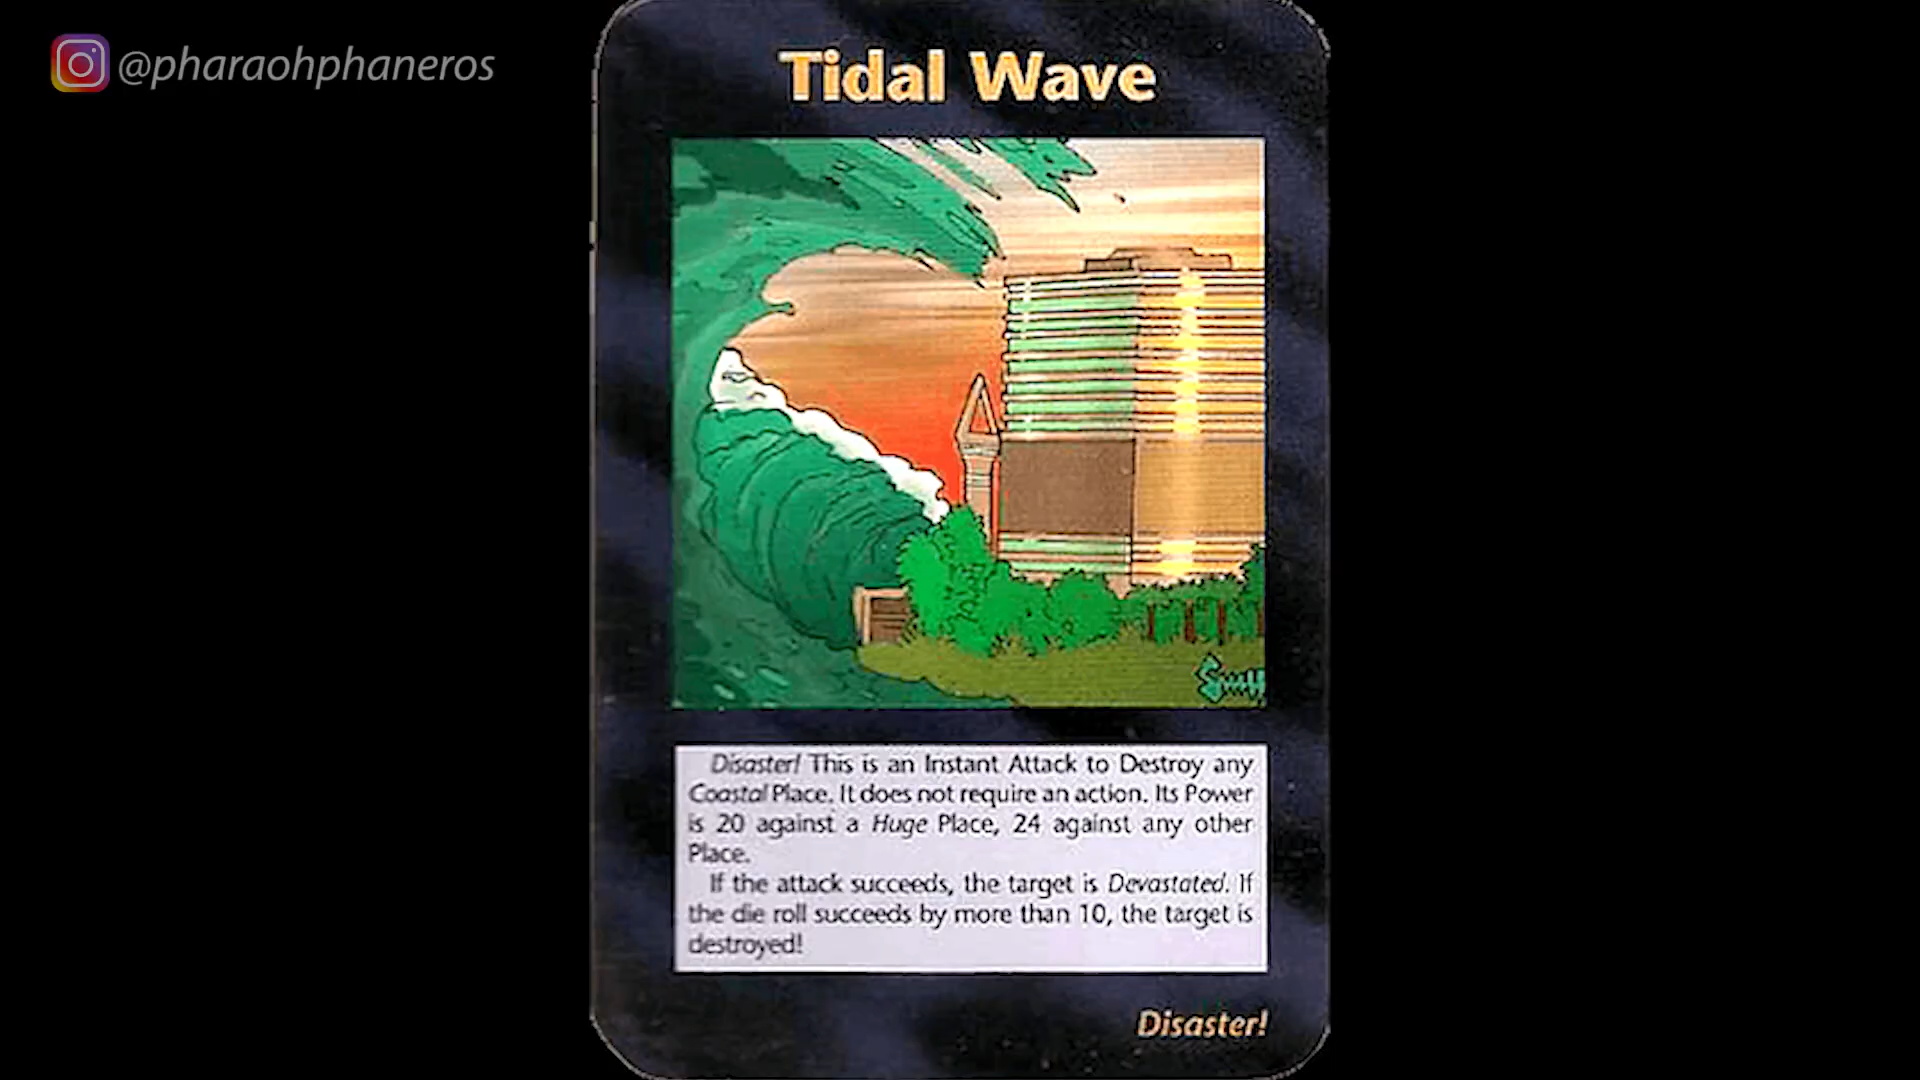 @pharaohphaneros
Tidal Wave
Disaster! This is an Instant Attack to Destroy any
Coastal Place. It does not require an action. Its Power
is 20 against a Huge Place, 24 against any other
Place.
If the attack succeeds, the target is Devastated. If
the die roll succeeds by more than 10, the target is
destroyed!
Disaster!